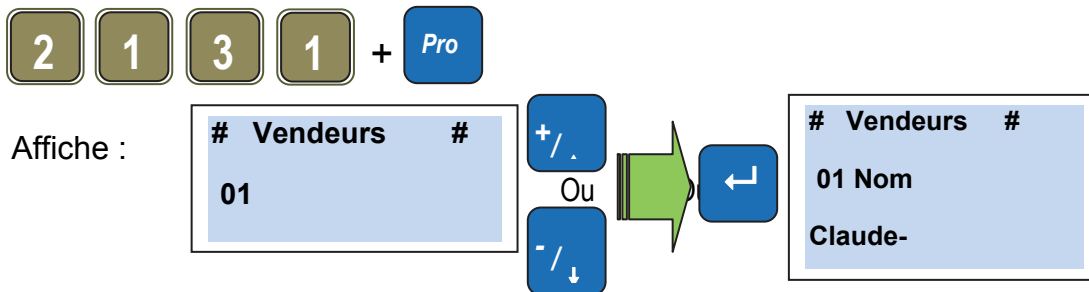 2 1 3 1 + Pro
Affiche :
# Vendeurs #
01
+/.
Ou
-/↓
↵
# Vendeurs #
01 Nom
Claude-